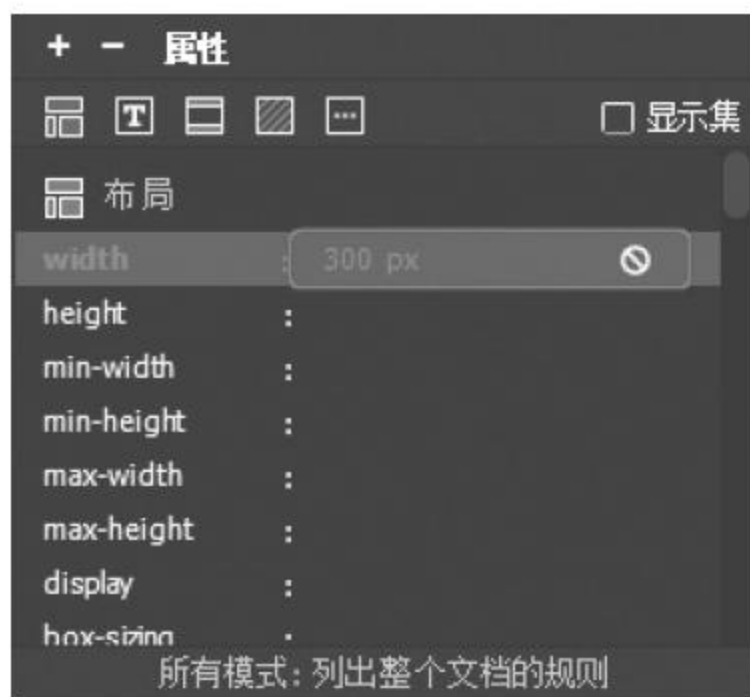 + − 属性
T ... 显示集
布局
width : 300 px
height :
min-width :
min-height :
max-width :
max-height :
display :
box-sizing :
所有模式：列出整个文档的规则